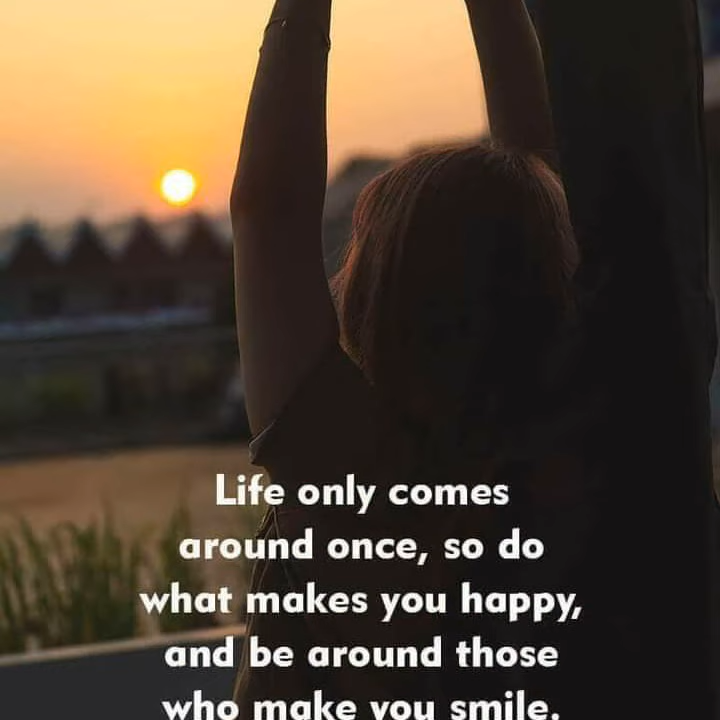 Life only comes
around once, so do
what makes you happy,
and be around those
who make you smile.